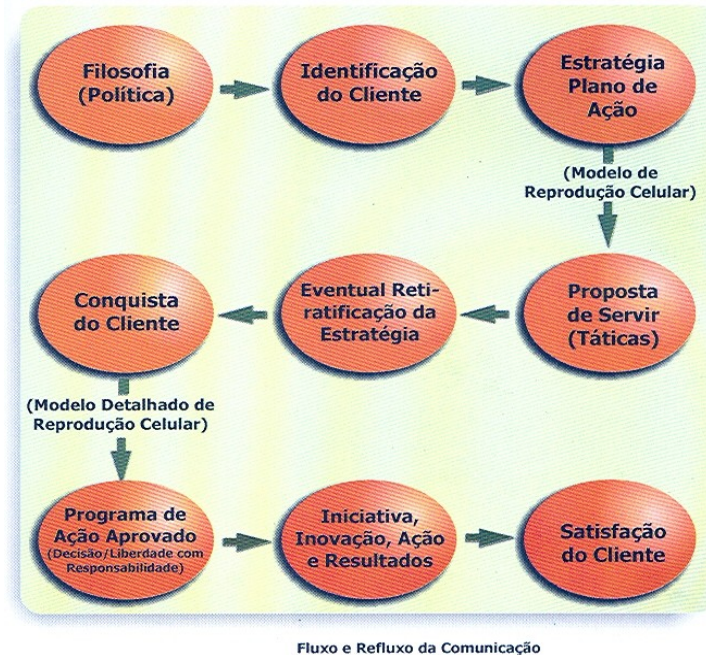 Filosofia
(Política)
Identificação
do Cliente
Estratégia
Plano de
Ação
(Modelo de
Reprodução Celular)
Proposta
de Servir
(Táticas)
Eventual Reti-
ratificação da
Estratégia
Conquista
do Cliente
(Modelo Detalhado de
Reprodução Celular)
Programa de
Ação Aprovado
(Decisão/Liberdade com
Responsabilidade)
Iniciativa,
Inovação, Ação
e Resultados
Satisfação
do Cliente
Fluxo e Refluxo da Comunicação